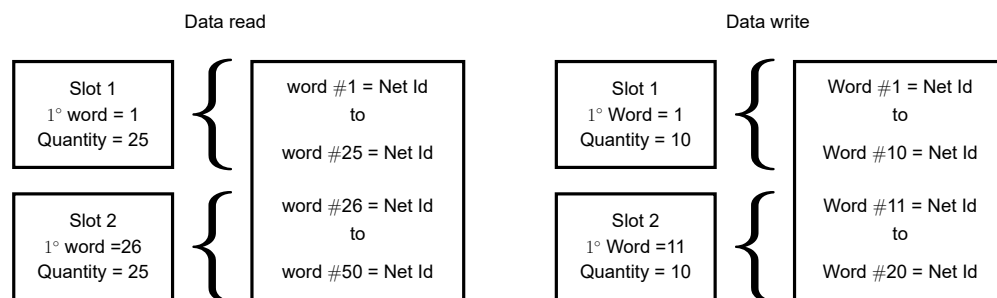 Data read
Slot 1
1° word = 1
Quantity = 25
word #1 = Net Id
to
word #25 = Net Id
Slot 2
1° word =26
Quantity = 25
word #26 = Net Id
to
word #50 = Net Id
Data write
Slot 1
1° Word = 1
Quantity = 10
Word #1 = Net Id
to
Word #10 = Net Id
Slot 2
1° Word =11
Quantity = 10
Word #11 = Net Id
to
Word #20 = Net Id